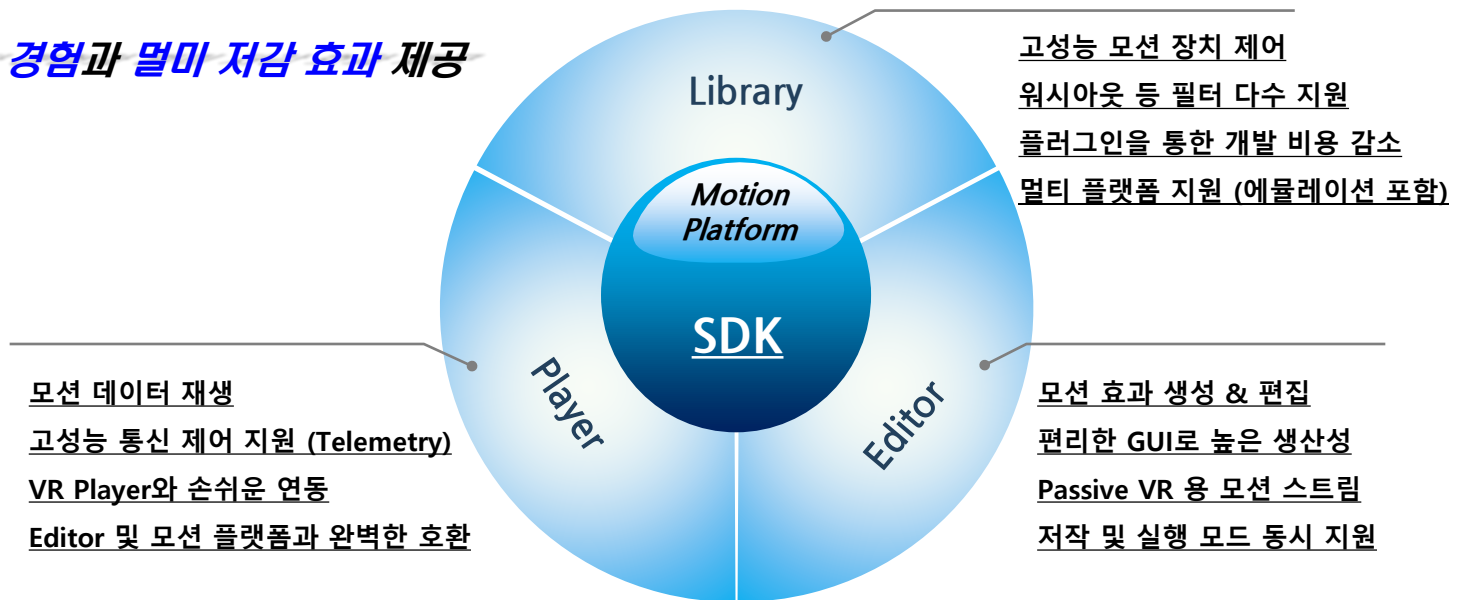 경험과 멀미 저감 효과 제공
Library
고성능 모션 장치 제어
워시아웃 등 필터 다수 지원
플러그인을 통한 개발 비용 감소
멀티 플랫폼 지원 (에뮬레이션 포함)
Motion
Platform
SDK
Player
모션 데이터 재생
고성능 통신 제어 지원 (Telemetry)
VR Player와 손쉬운 연동
Editor 및 모션 플랫폼과 완벽한 호환
Editor
모션 효과 생성 & 편집
편리한 GUI로 높은 생산성
Passive VR 용 모션 스트림
저작 및 실행 모드 동시 지원